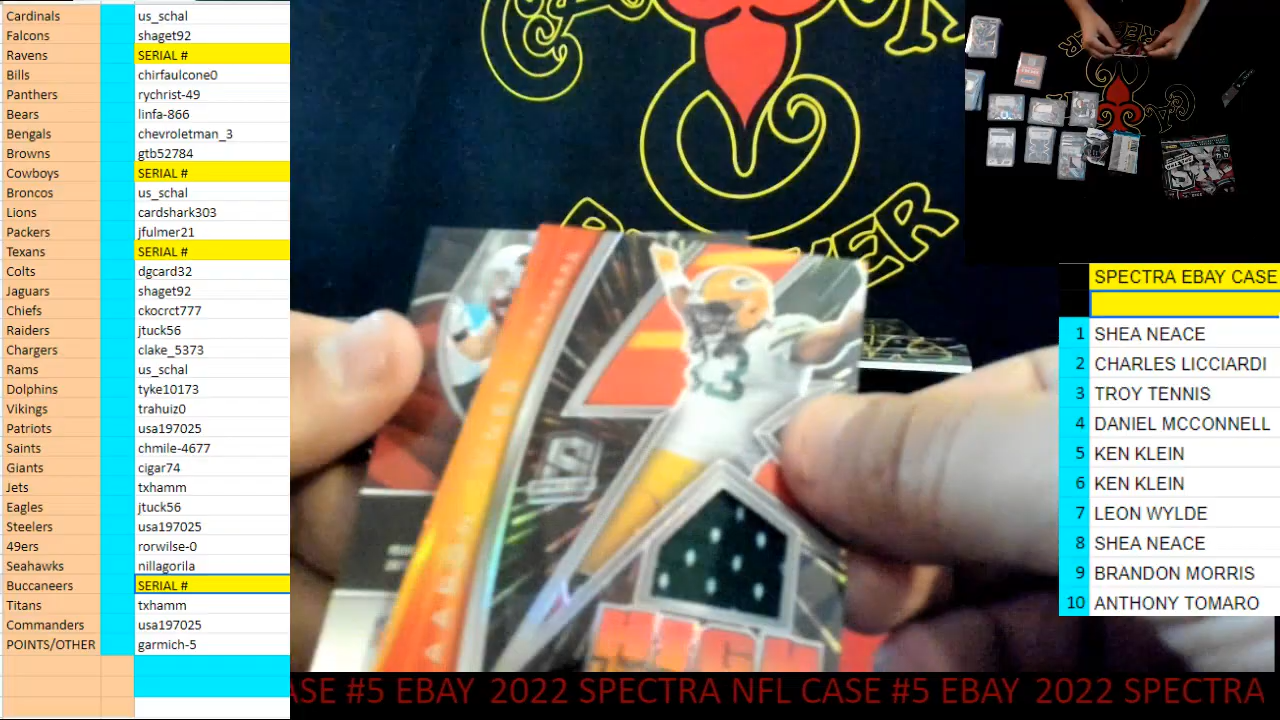 Cardinals us_schal
Falcons shaget92
Ravens SERIAL #
Bills chirfaulcone0
Panthers rychrist-49
Bears linfa-866
Bengals chevroletman_3
Browns gtb52784
Cowboys SERIAL #
Broncos us_schal
Lions cardshark303
Packers jfulmer21
Texans SERIAL #
Colts dgcard32
Jaguars shaget92
Chiefs ckocrct777
Raiders jtuck56
Chargers clake_5373
Rams us_schal
Dolphins tyke10173
Vikings trahuiz0
Patriots usa197025
Saints chmile-4677
Giants cigar74
Jets txhamm
Eagles jtuck56
Steelers usa197025
49ers rorwilse-0
Seahawks nillagorila
Buccaneers SERIAL #
Titans txhamm
Commanders usa197025
POINTS/OTHER garmich-5
33
SPECTRA EBAY CASE
1 SHEA NEACE
2 CHARLES LICCIARDI
3 TROY TENNIS
4 DANIEL MCCONNELL
5 KEN KLEIN
6 KEN KLEIN
7 LEON WYLDE
8 SHEA NEACE
9 BRANDON MORRIS
10 ANTHONY TOMARO
ASE #5 EBAY 2022 SPECTRA NFL CASE #5 EBAY 2022 SPECTRA